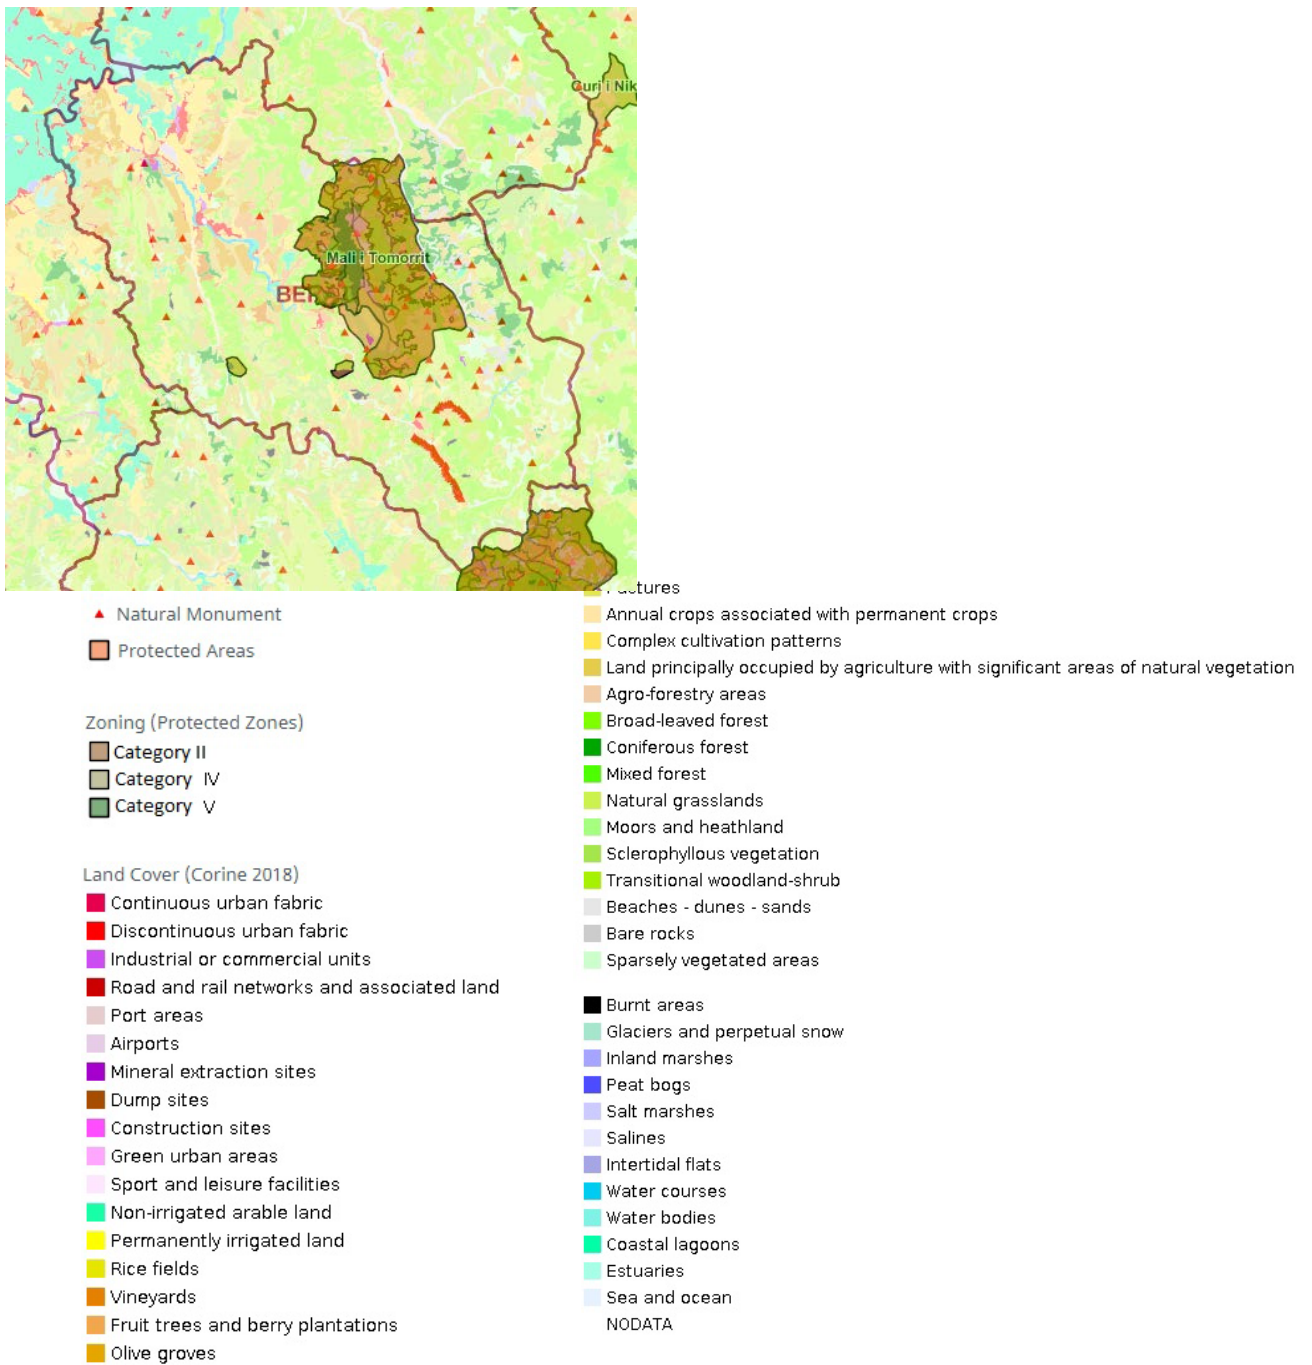 Guri i Nik
Mali i Tomorrit
Natural Monument
Protected Areas
Zoning (Protected Zones)
Category II
Category IV
Category V
Land Cover (Corine 2018)
Continuous urban fabric
Discontinuous urban fabric
Industrial or commercial units
Road and rail networks and associated land
Port areas
Airports
Mineral extraction sites
Dump sites
Construction sites
Green urban areas
Sport and leisure facilities
Non-irrigated arable land
Permanently irrigated land
Rice fields
Vineyards
Fruit trees and berry plantations
Olive groves
Pastures
Annual crops associated with permanent crops
Complex cultivation patterns
Land principally occupied by agriculture with significant areas of natural vegetation
Agro-forestry areas
Broad-leaved forest
Coniferous forest
Mixed forest
Natural grasslands
Moors and heathland
Sclerophyllous vegetation
Transitional woodland-shrub
Beaches - dunes - sands
Bare rocks
Sparsely vegetated areas
Burnt areas
Glaciers and perpetual snow
Inland marshes
Peat bogs
Salt marshes
Salines
Intertidal flats
Water courses
Water bodies
Coastal lagoons
Estuaries
Sea and ocean
NODATA